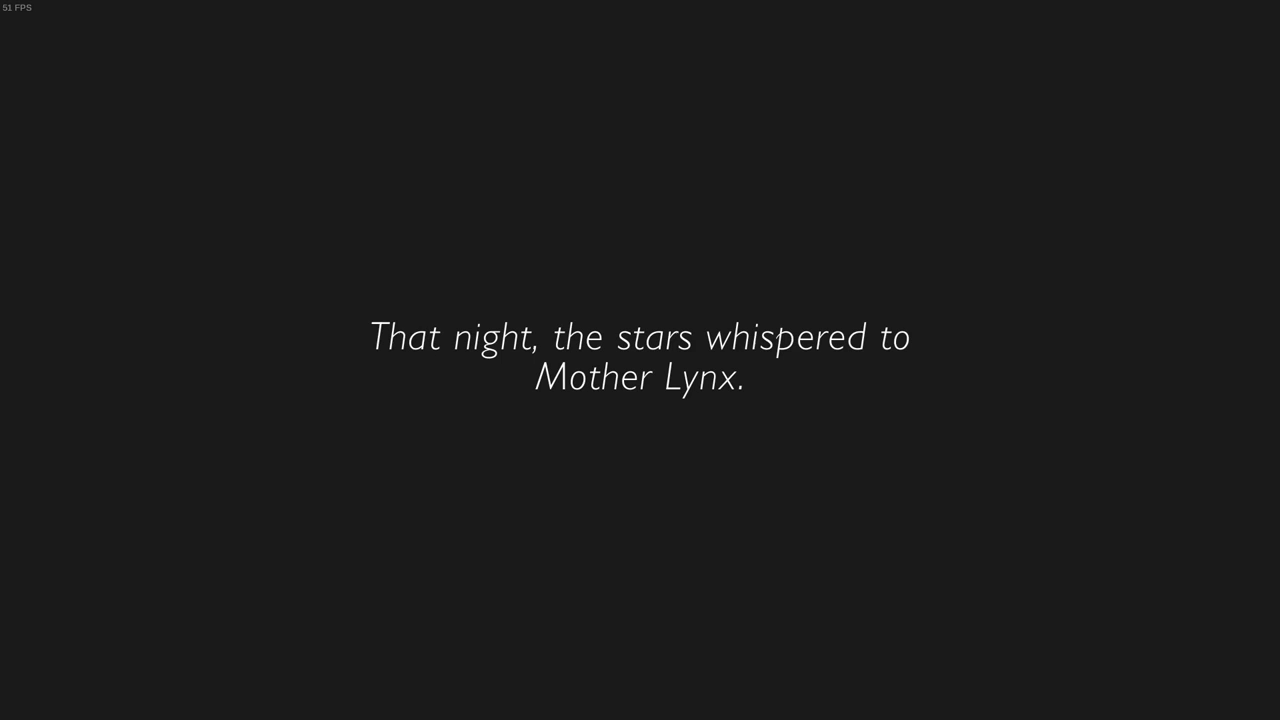 51 FPS
That night, the stars whispered to
Mother Lynx.